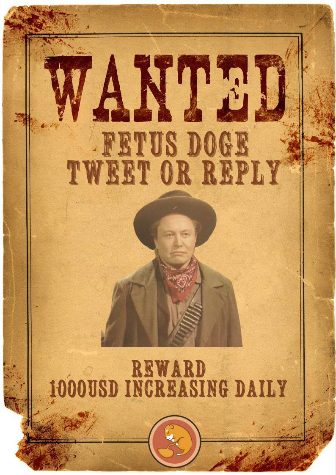 WANTED
FETUS DOGE
TWEET OR REPLY
REWARD
1000USD INCREASING DAILY